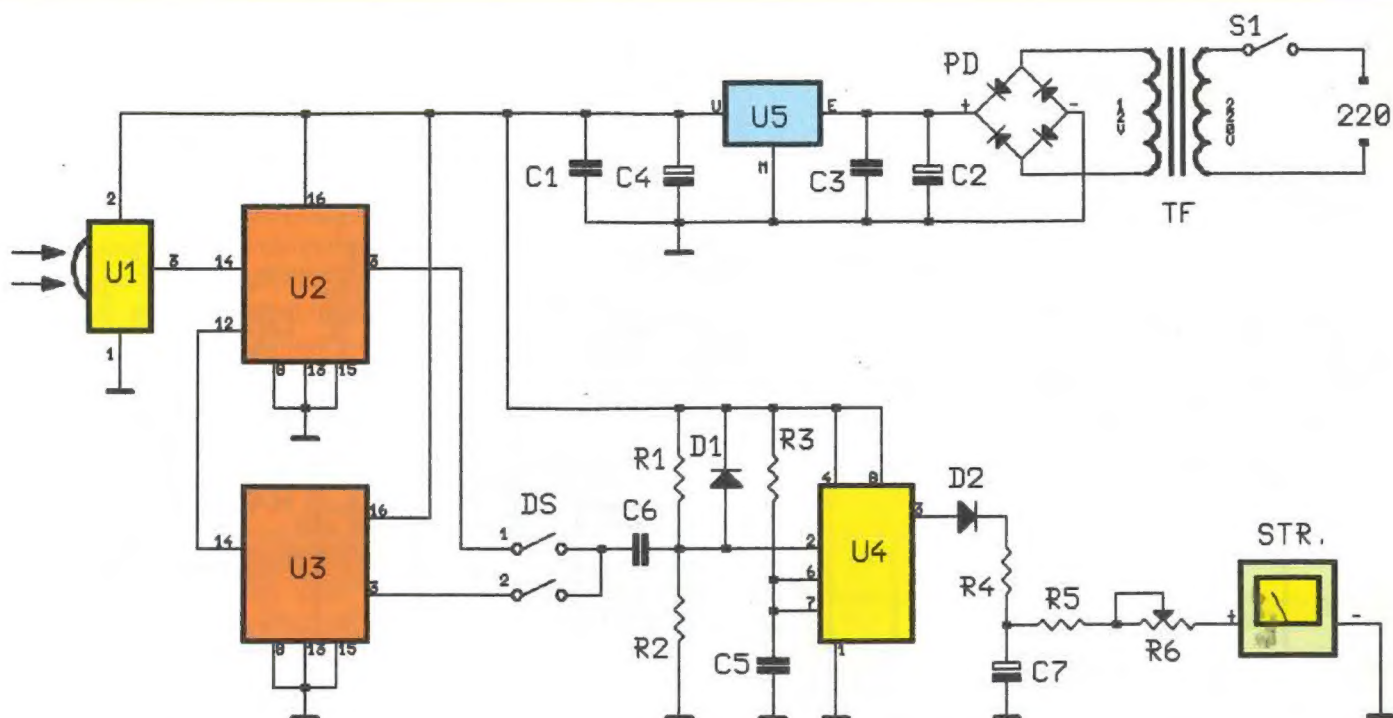 S1
PD
U
U5
E
+
-
12V
220V
220
C1
C4
M
C3
C2
TF
2
16
U1
3
14
U2
3
12
1
8
13
15
R1
D1
R3
4
8
D2
DS
C6
16
14
U3
1
2
U4
3
STR.
2
3
6
7
R4
R5
R2
+
-
8
13
15
C5
1
C7
R6